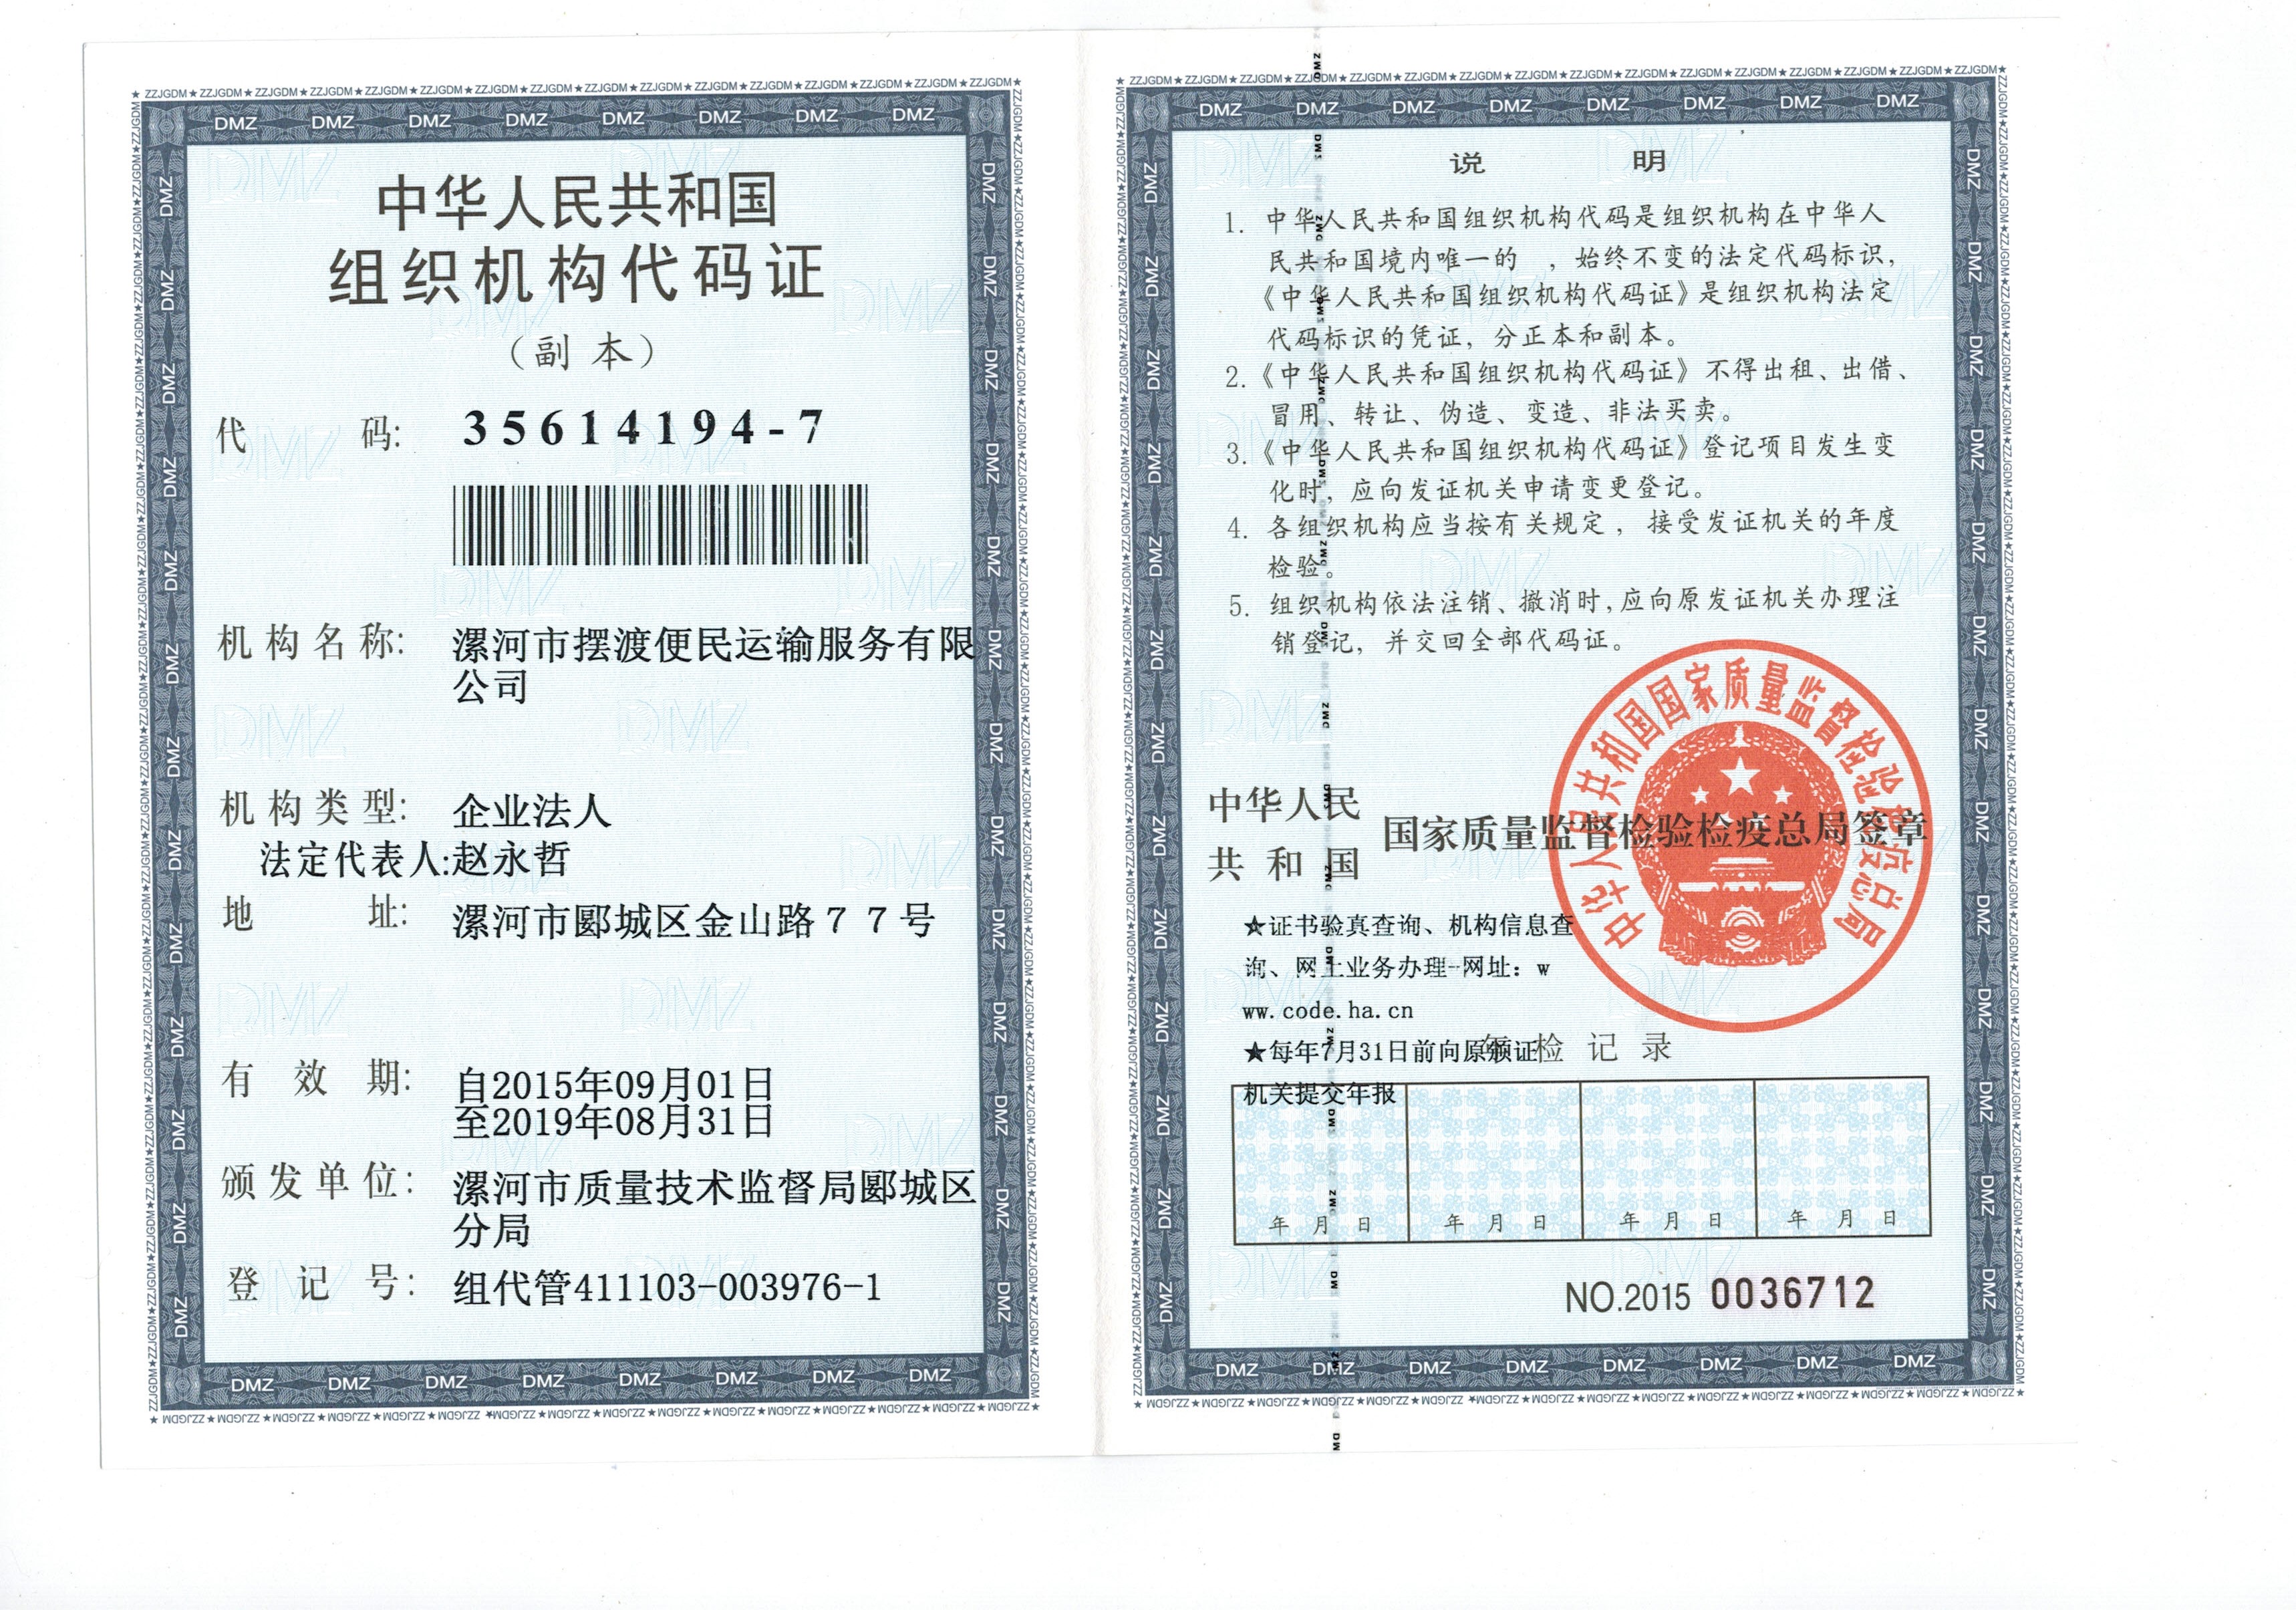 中华人民共和国
组织机构代码证
（副 本）
代 码: 35614194-7
机构名称: 漯河市摆渡便民运输服务有限
公司
机构类型: 企业法人
法定代表人:赵永哲
地 址: 漯河市郾城区金山路７７号
有 效 期: 自2015年09月01日
至2019年08月31日
颁发单位: 漯河市质量技术监督局郾城区
分局
登 记 号: 组代管411103-003976-1
说 明
1. 中华人民共和国组织机构代码是组织机构在中华人
民共和国境内唯一的 ，始终不变的法定代码标识，
《中华人民共和国组织机构代码证》是组织机构法定
代码标识的凭证，分正本和副本。
2.《中华人民共和国组织机构代码证》不得出租、出借、
冒用、转让、伪造、变造、非法买卖。
3.《中华人民共和国组织机构代码证》登记项目发生变
化时，应向发证机关申请变更登记。
4. 各组织机构应当按有关规定，接受发证机关的年度
检验。
5. 组织机构依法注销、撤消时,应向原发证机关办理注
销登记，并交回全部代码证。
中华人民
共 和 国
国家质量监督检验检疫总局签章
中华人民共和国国家质量监督检验检疫总局
★证书验真查询、机构信息查
询、网上业务办理-网址：w
ww.code.ha.cn
★每年7月31日前向原颁证
机关提交年报
年 检 记 录
年 月 日 年 月 日 年 月 日 年 月 日
NO.2015 0036712